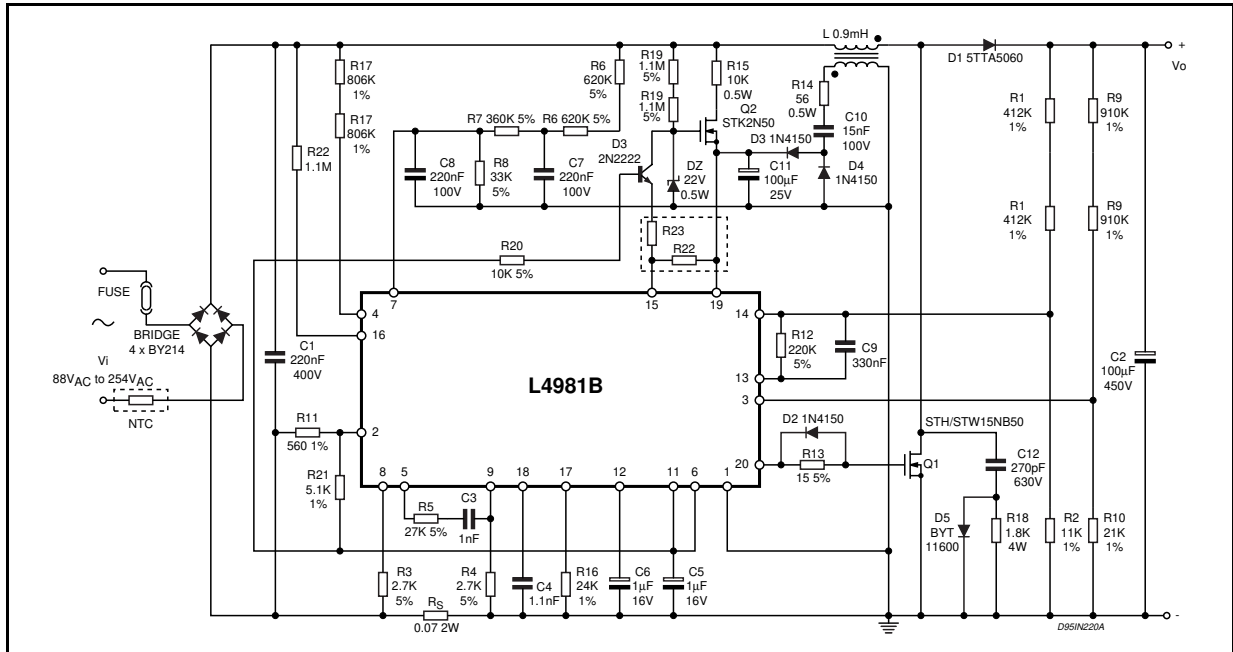 L 0.9mH
D1 5TTA5060
+
Vo
R17
806K
1%
R17
806K
1%
R22
1.1M
R6
620K
5%
R7 360K 5%
R6 620K 5%
R19
1.1M
5%
R19
1.1M
5%
R15
10K
0.5W
Q2
STK2N50
R14
56
0.5W
C10
15nF
100V
D3 1N4150
D4
1N4150
D3
2N2222
C8
220nF
100V
R8
33K
5%
C7
220nF
100V
DZ
22V
0.5W
C11
100µF
25V
R1
412K
1%
R9
910K
1%
R1
412K
1%
R9
910K
1%
R20
10K 5%
R23
R22
FUSE
BRIDGE
4 x BY214
Vi
88VAC to 254VAC
NTC
C1
220nF
400V
R11
560 1%
R21
5.1K
1%
7
15
19
4
16
2
14
13
3
20
L4981B
8
5
9
18
17
12
11
6
1
R12
220K
5%
C9
330nF
D2 1N4150
R13
15 5%
STH/STW15NB50
Q1
C12
270pF
630V
C2
100µF
450V
R5
27K 5%
C3
1nF
D5
BYT
11600
R18
1.8K
4W
R2
11K
1%
R10
21K
1%
R3
2.7K
5%
RS
0.07 2W
R4
2.7K
5%
C4
1.1nF
R16
24K
1%
C6
1µF
16V
C5
1µF
16V
-
D95IN220A